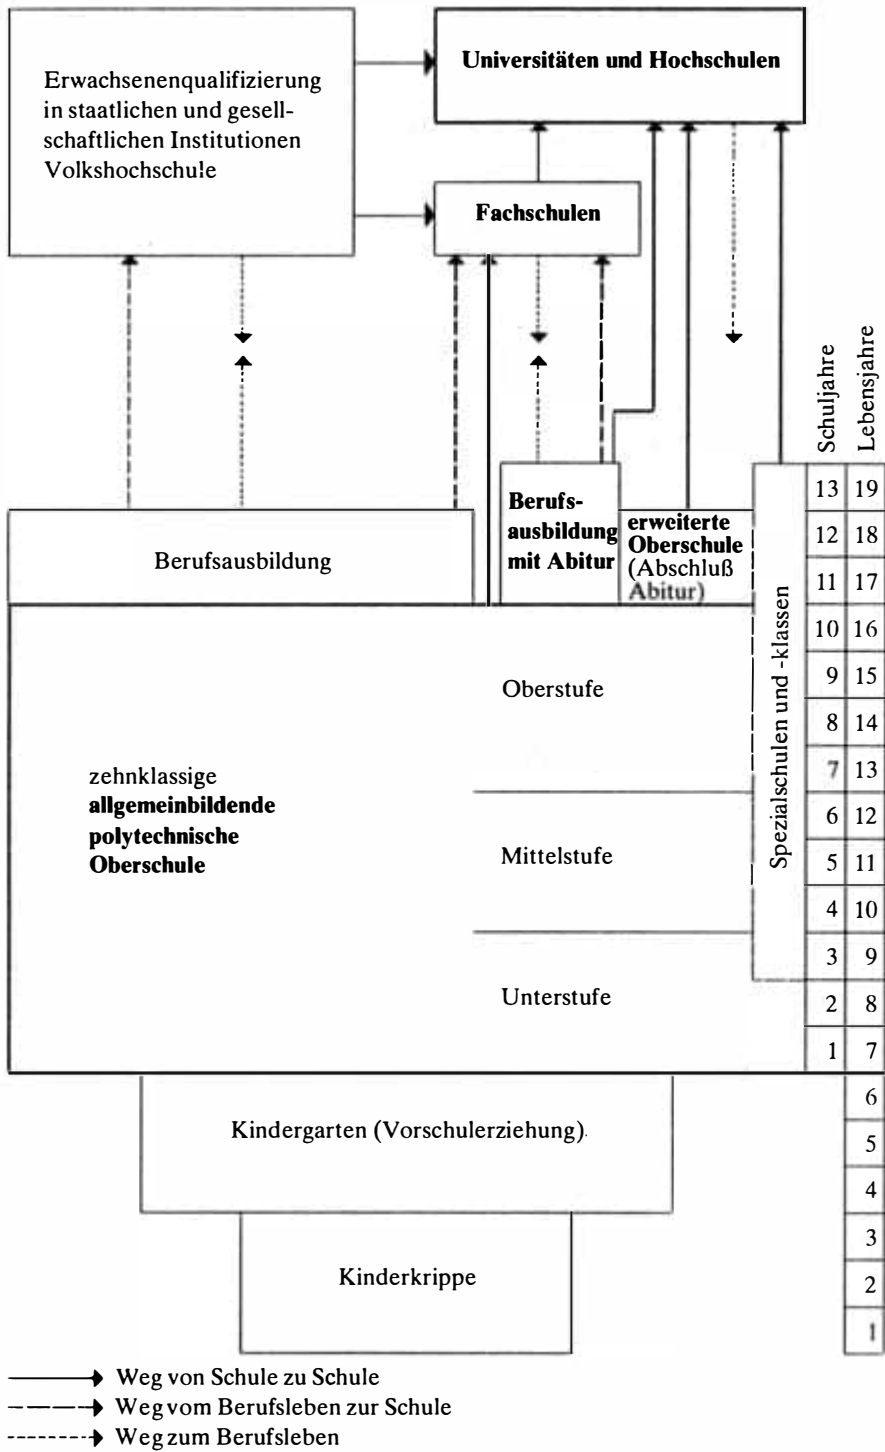 Erwachsenenqualifizierung
in staatlichen und gesell-
schaftlichen Institutionen
Volkshochschule
Universitäten und Hochschulen
Fachschulen
Schuljahre
Lebensjahre
Berufsausbildung
Berufs-
ausbildung
mit Abitur
erweiterte
Oberschule
(Abschluß
Abitur)
Spezialschulen und -klassen
13 19
12 18
11 17
10 16
9 15
8 14
7 13
6 12
5 11
4 10
3 9
2 8
1 7
6
5
4
3
2
1
zehnklassige
allgemeinbildende
polytechnische
Oberschule
Oberstufe
Mittelstufe
Unterstufe
Kindergarten (Vorschulerziehung)
Kinderkrippe
Weg von Schule zu Schule
Weg vom Berufsleben zur Schule
Weg zum Berufsleben